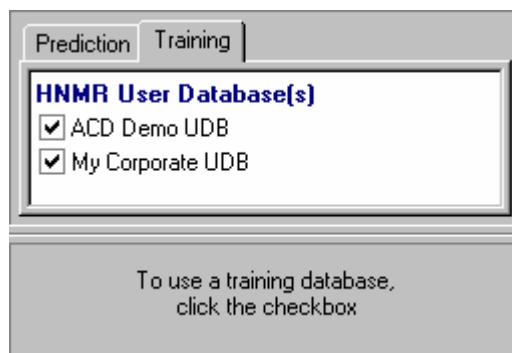 Prediction Training
HNMR User Database(s)
ACD Demo UDB
My Corporate UDB
To use a training database,
click the checkbox